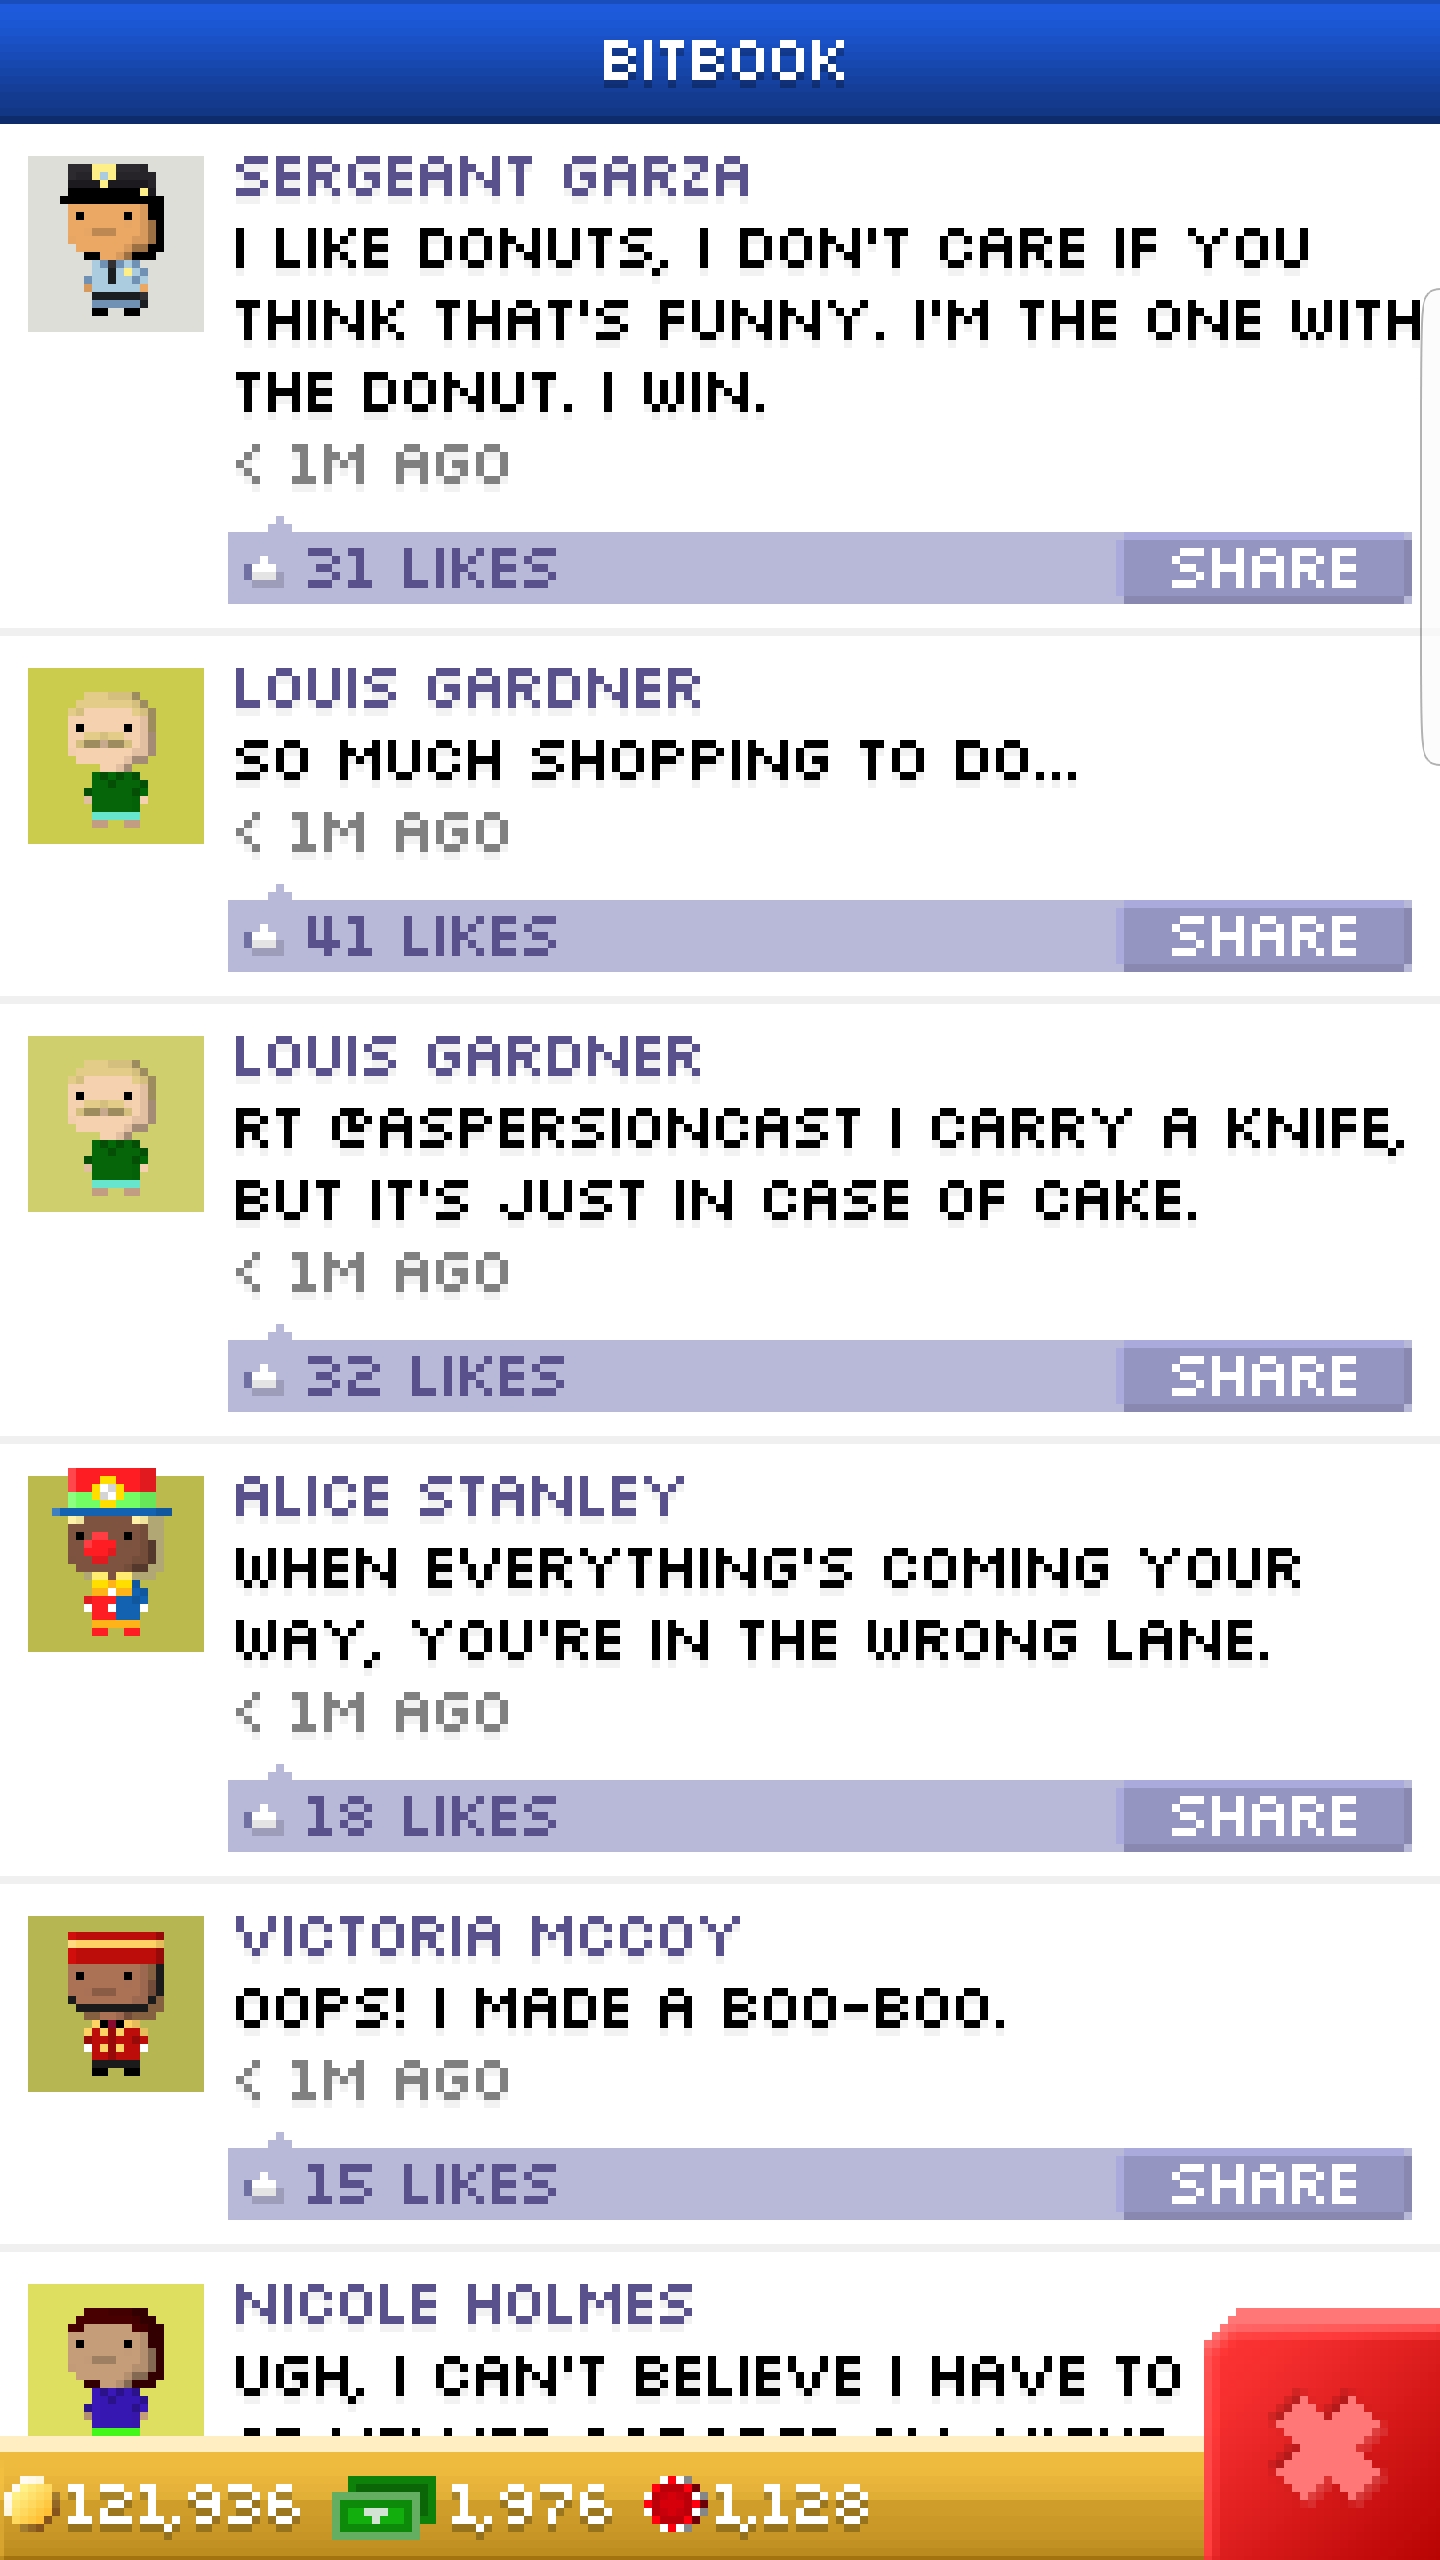 BITBOOK
SERGEANT GARZA
I LIKE DONUTS, I DON'T CARE IF YOU
THINK THAT'S FUNNY. I'M THE ONE WITH
THE DONUT. I WIN.
< 1M AGO
31 LIKES SHARE
LOUIS GARDNER
SO MUCH SHOPPING TO DO...
< 1M AGO
41 LIKES SHARE
LOUIS GARDNER
RT @ASPERSIONCAST I CARRY A KNIFE,
BUT IT'S JUST IN CASE OF CAKE.
< 1M AGO
32 LIKES SHARE
ALICE STANLEY
WHEN EVERYTHING'S COMING YOUR
WAY, YOU'RE IN THE WRONG LANE.
< 1M AGO
18 LIKES SHARE
VICTORIA MCCOY
OOPS! I MADE A BOO-BOO.
< 1M AGO
15 LIKES SHARE
NICOLE HOLMES
UGH, I CAN'T BELIEVE I HAVE TO
121,936 1,976 1,128